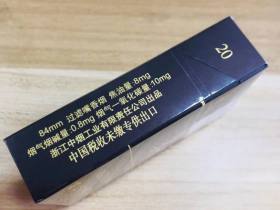 20
84mm 过滤嘴香烟 焦油量:8mg
烟气烟碱量:0.8mg 烟气一氧化碳量:10mg
浙江中烟工业有限责任公司出品
中国税收未缴专供出口